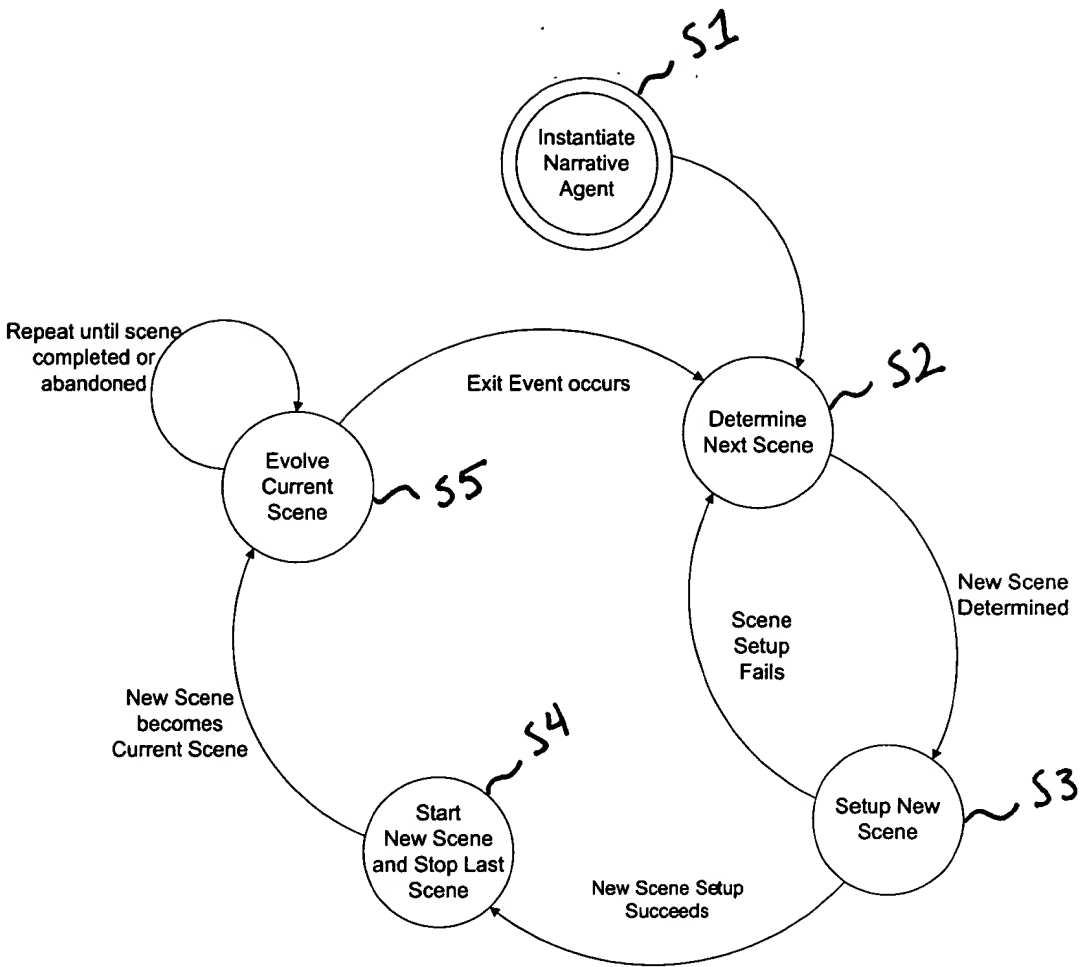 S1
Instantiate
Narrative
Agent
Repeat until scene
completed or
abandoned
Exit Event occurs
S2
Determine
Next Scene
Evolve
Current
Scene
S5
New Scene
Determined
Scene
Setup
Fails
New Scene
becomes
Current Scene
S4
Start
New Scene
and Stop Last
Scene
Setup New
Scene
S3
New Scene Setup
Succeeds